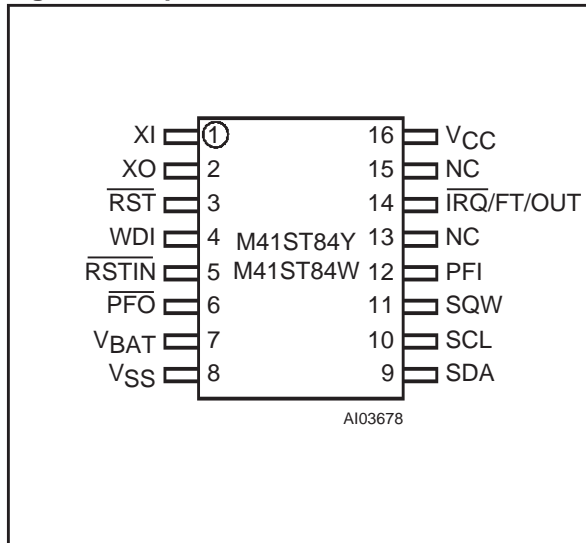 XI 1 16 VCC
XO 2 15 NC
RST 3 14 IRQ/FT/OUT
WDI 4 M41ST84Y 13 NC
RSTIN 5 M41ST84W 12 PFI
PFO 6 11 SQW
VBAT 7 10 SCL
VSS 8 9 SDA
AI03678